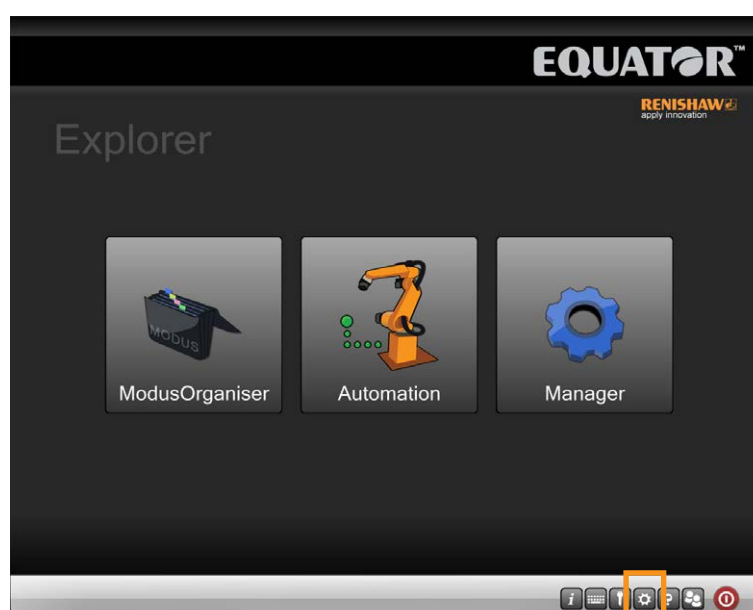 EQUATOR™
RENISHAW
apply innovation
Explorer
MODUS
ModusOrganiser
Automation
Manager
i
?